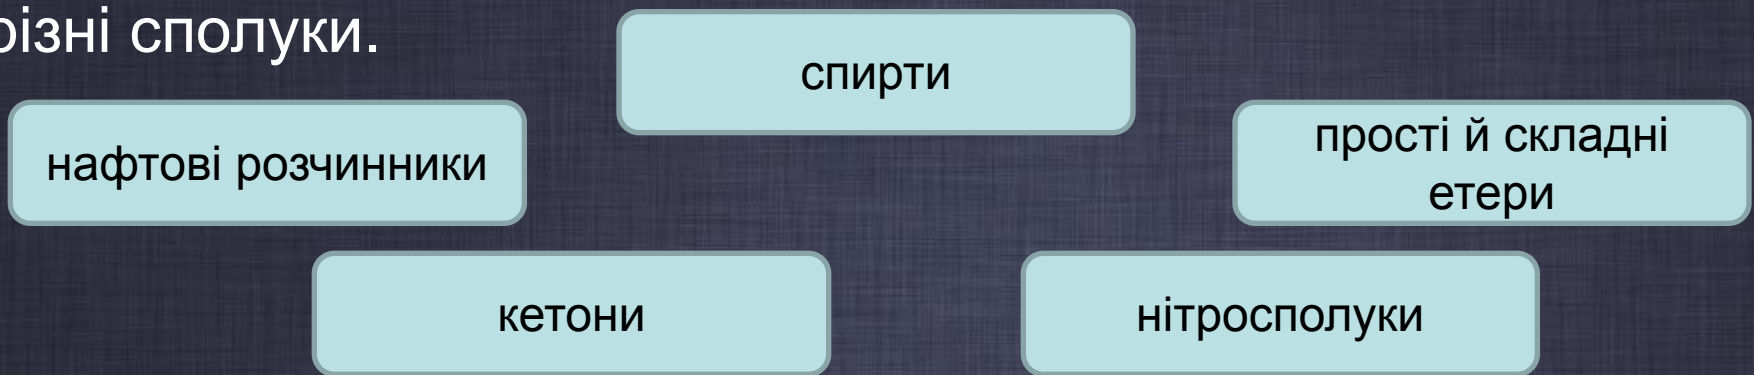 різні сполуки.
спирти
нафтові розчинники
прості й складні
етери
кетони
нітросполуки